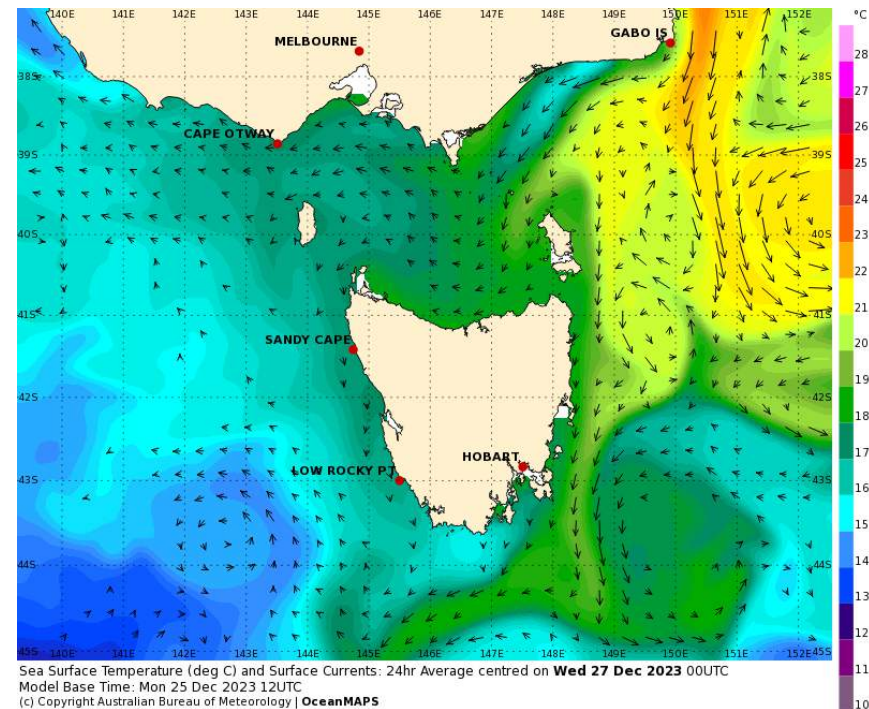 140E 141E 142E 143E 144E 145E 146E 147E 148E 149E 150E 151E 152E °C
MELBOURNE
GABO IS
38S 38S
28
27
CAPE OTWAY
26
39S 39S
25
24
40S 40S
23
22
41S 41S
21
SANDY CAPE
20
42S 42S
19
18
HOBART
17
LOW ROCKY PT
43S 43S
16
15
44S 44S
14
13
12
45S 45S
140E 141E 142E 143E 144E 145E 146E 147E 148E 149E 150E 151E 152E
11
10
Sea Surface Temperature (deg C) and Surface Currents: 24hr Average centred on Wed 27 Dec 2023 00UTC
Model Base Time: Mon 25 Dec 2023 12UTC
(c) Copyright Australian Bureau of Meteorology | OceanMAPS